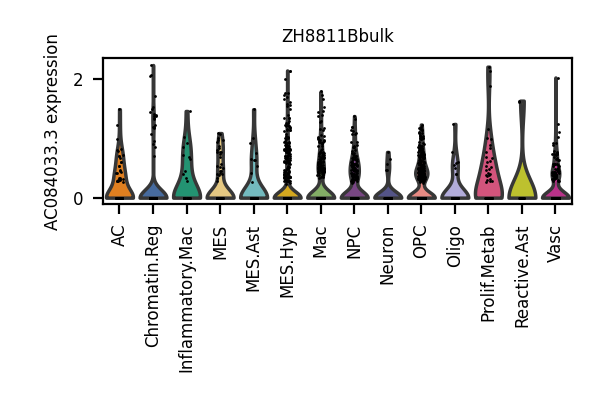 ZH8811Bbulk
AC084033.3 expression
2
0
AC
Chromatin.Reg
Inflammatory.Mac
MES
MES.Ast
MES.Hyp
Mac
NPC
Neuron
OPC
Oligo
Prolif.Metab
Reactive.Ast
Vasc